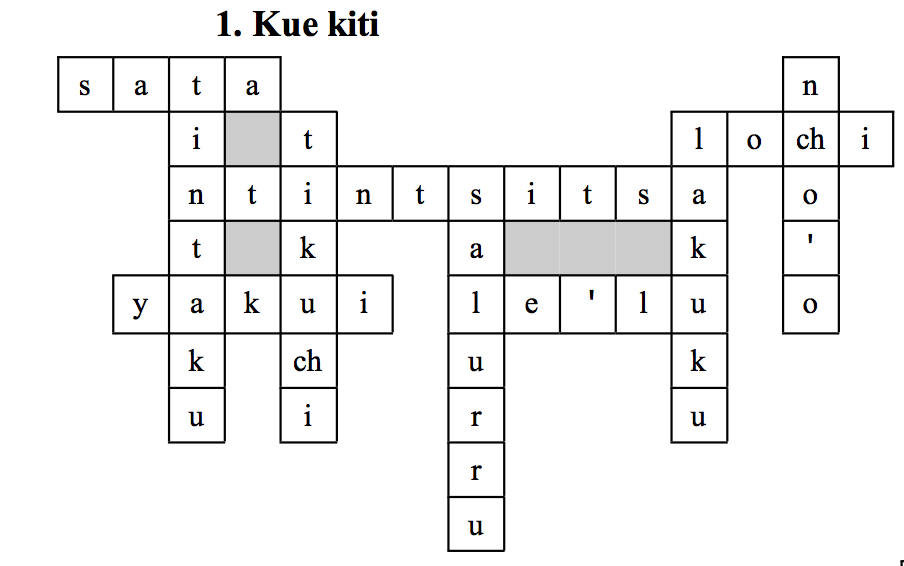 1. Kue kiti
s a t a n
i t l o ch i
n t i n t s i t s a o
t k a k '
y a k u i l e ' l u o
k ch u k
u i r u
r
u